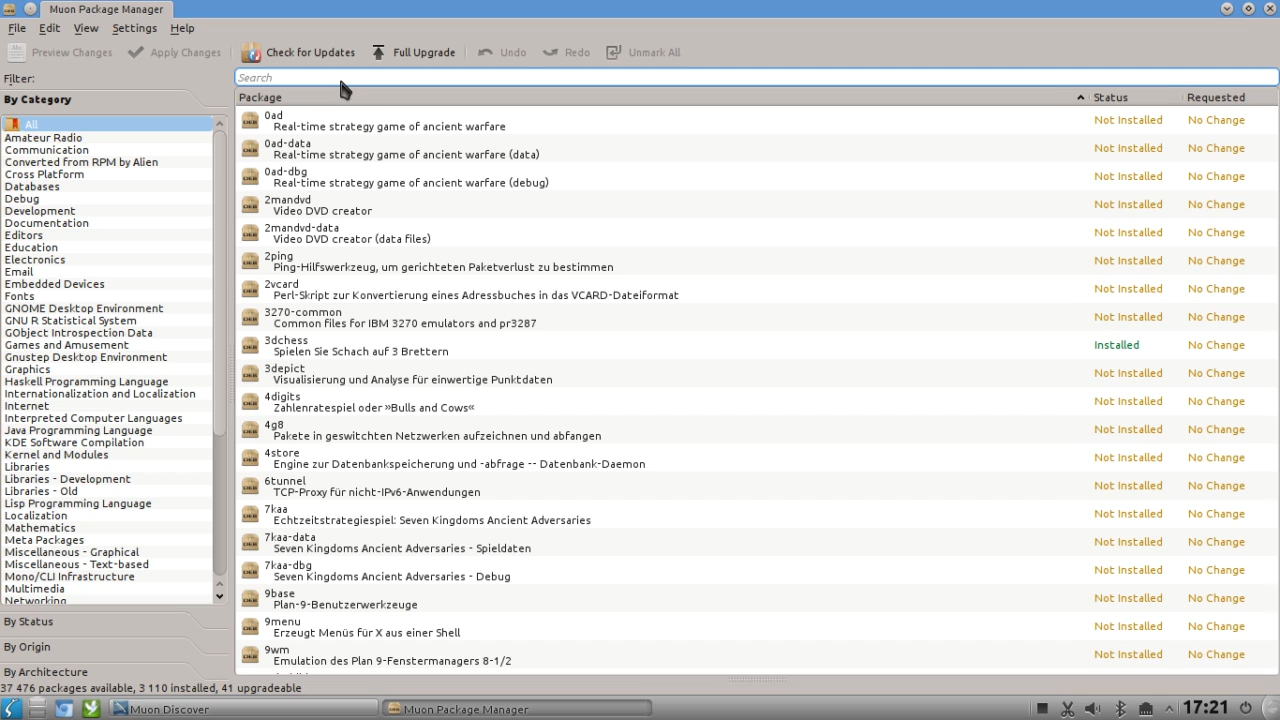 Muon Package Manager
File Edit View Settings Help
Preview Changes Apply Changes Check for Updates Full Upgrade Undo Redo Unmark All
Filter:
Search
By Category
Package Status Requested
All
Amateur Radio
Communication
Converted from RPM by Alien
Cross Platform
Databases
Debug
Development
Documentation
Editors
Education
Electronics
Email
Embedded Devices
Fonts
GNOME Desktop Environment
GNU R Statistical System
GObject Introspection Data
Games and Amusement
Gnustep Desktop Environment
Graphics
Haskell Programming Language
Internationalization and Localization
Internet
Interpreted Computer Languages
Java Programming Language
KDE Software Compilation
Kernel and Modules
Libraries
Libraries - Development
Libraries - Old
Lisp Programming Language
Localization
Mathematics
Meta Packages
Miscellaneous - Graphical
Miscellaneous - Text-based
Mono/CLI Infrastructure
Multimedia
Networking
By Status
By Origin
By Architecture
0ad
Real-time strategy game of ancient warfare
Not Installed No Change
0ad-data
Real-time strategy game of ancient warfare (data)
Not Installed No Change
0ad-dbg
Real-time strategy game of ancient warfare (debug)
Not Installed No Change
2mandvd
Video DVD creator
Not Installed No Change
2mandvd-data
Video DVD creator (data files)
Not Installed No Change
2ping
Ping-Hilfswerkzeug, um gerichteten Paketverlust zu bestimmen
Not Installed No Change
2vcard
Perl-Skript zur Konvertierung eines Adressbuches in das VCARD-Dateiformat
Not Installed No Change
3270-common
Common files for IBM 3270 emulators and pr3287
Not Installed No Change
3dchess
Spielen Sie Schach auf 3 Brettern
Installed No Change
3depict
Visualisierung und Analyse für einwertige Punktdaten
Not Installed No Change
4digits
Zahlenratespiel oder »Bulls and Cows«
Not Installed No Change
4g8
Pakete in geswitchten Netzwerken aufzeichnen und abfangen
Not Installed No Change
4store
Engine zur Datenbankspeicherung und -abfrage -- Datenbank-Daemon
Not Installed No Change
6tunnel
TCP-Proxy für nicht-IPv6-Anwendungen
Not Installed No Change
7kaa
Echtzeitstrategiespiel: Seven Kingdoms Ancient Adversaries
Not Installed No Change
7kaa-data
Seven Kingdoms Ancient Adversaries - Spieldaten
Not Installed No Change
7kaa-dbg
Seven Kingdoms Ancient Adversaries - Debug
Not Installed No Change
9base
Plan-9-Benutzerwerkzeuge
Not Installed No Change
9menu
Erzeugt Menüs für X aus einer Shell
Not Installed No Change
9wm
Emulation des Plan 9-Fenstermanagers 8-1/2
Not Installed No Change
37 476 packages available, 3 110 installed, 41 upgradeable
Muon Discover Muon Package Manager 17:21